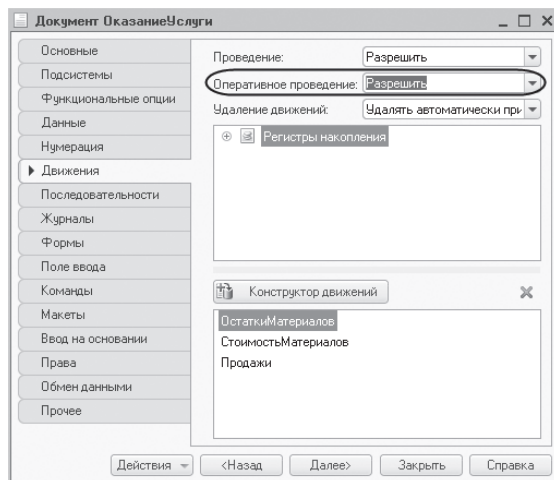 Документ ОказаниеУслуги
Основные
Подсистемы
Функциональные опции
Данные
Нумерация
Движения
Последовательности
Журналы
Формы
Поле ввода
Команды
Макеты
Ввод на основании
Права
Обмен данными
Прочее
Проведение: Разрешить
Оперативное проведение: Разрешить
Удаление движений: Удалять автоматически при
Регистры накопления
Конструктор движений
ОстаткиМатериалов
СтоимостьМатериалов
Продажи
Действия <Назад Далее> Закрыть Справка